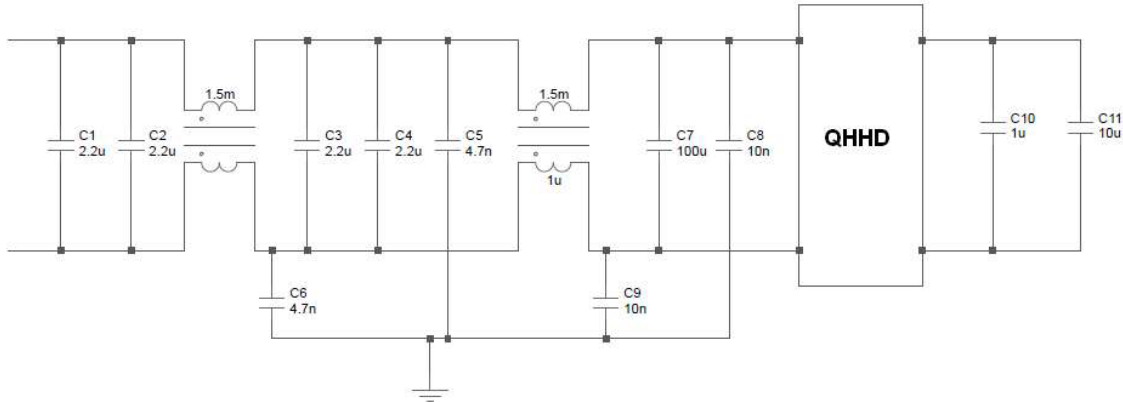 1.5m
1.5m
C1
2.2u
C2
2.2u
C3
2.2u
C4
2.2u
C5
4.7n
1u
C7
100u
C8
10n
QHHD
C10
1u
C11
10u
C6
4.7n
C9
10n